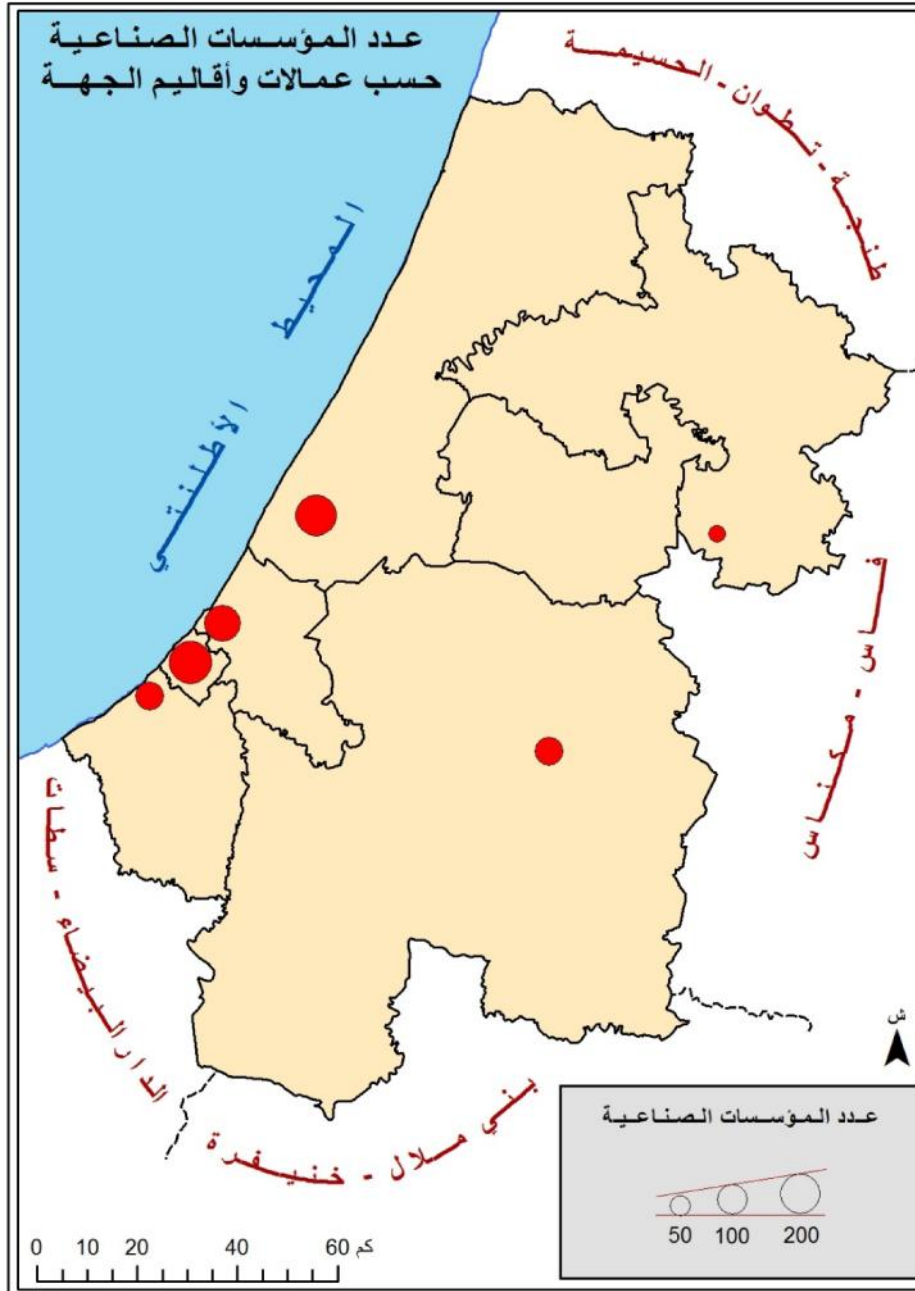 عدد المؤسسات الصناعية
حسب عمالات وأقاليم الجهة
طنجة - تطوان - الحسيمة
المحيط
الأطلنتي
فاس - مكناس
الدار البيضاء - سطات
بني ملال - خنيفرة
ش
عدد المؤسسات الصناعية
50 100 200
0 20 40 60 كم